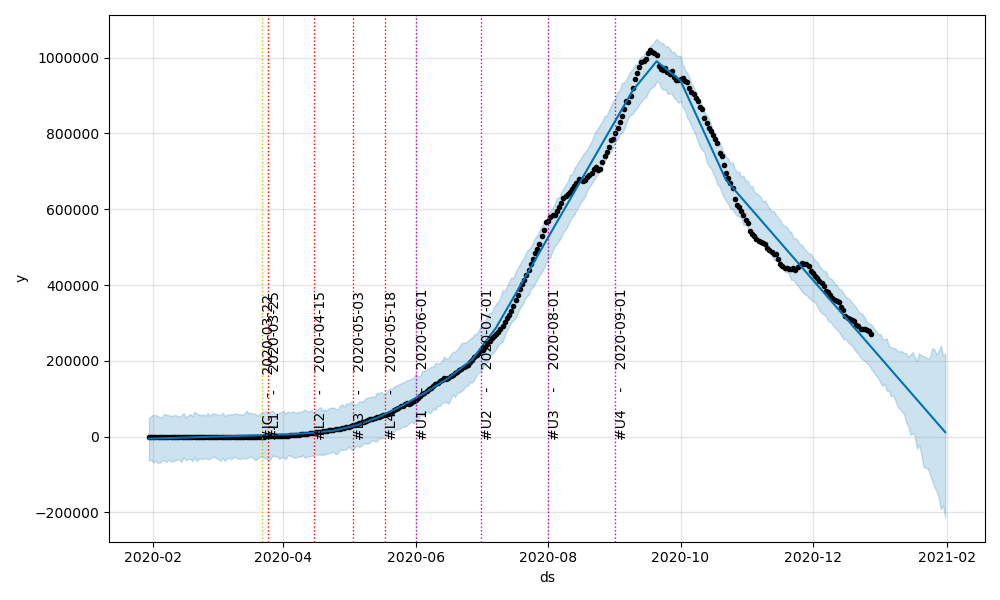 1000000
800000
600000
400000
200000
0
−200000
y
#JC - 2020-03-22
#L1 - 2020-03-25
#L2 - 2020-04-15
#L3 - 2020-05-03
#L4 - 2020-05-18
#U1 - 2020-06-01
#U2 - 2020-07-01
#U3 - 2020-08-01
#U4 - 2020-09-01
2020-02
2020-04
2020-06
2020-08
2020-10
2020-12
2021-02
ds